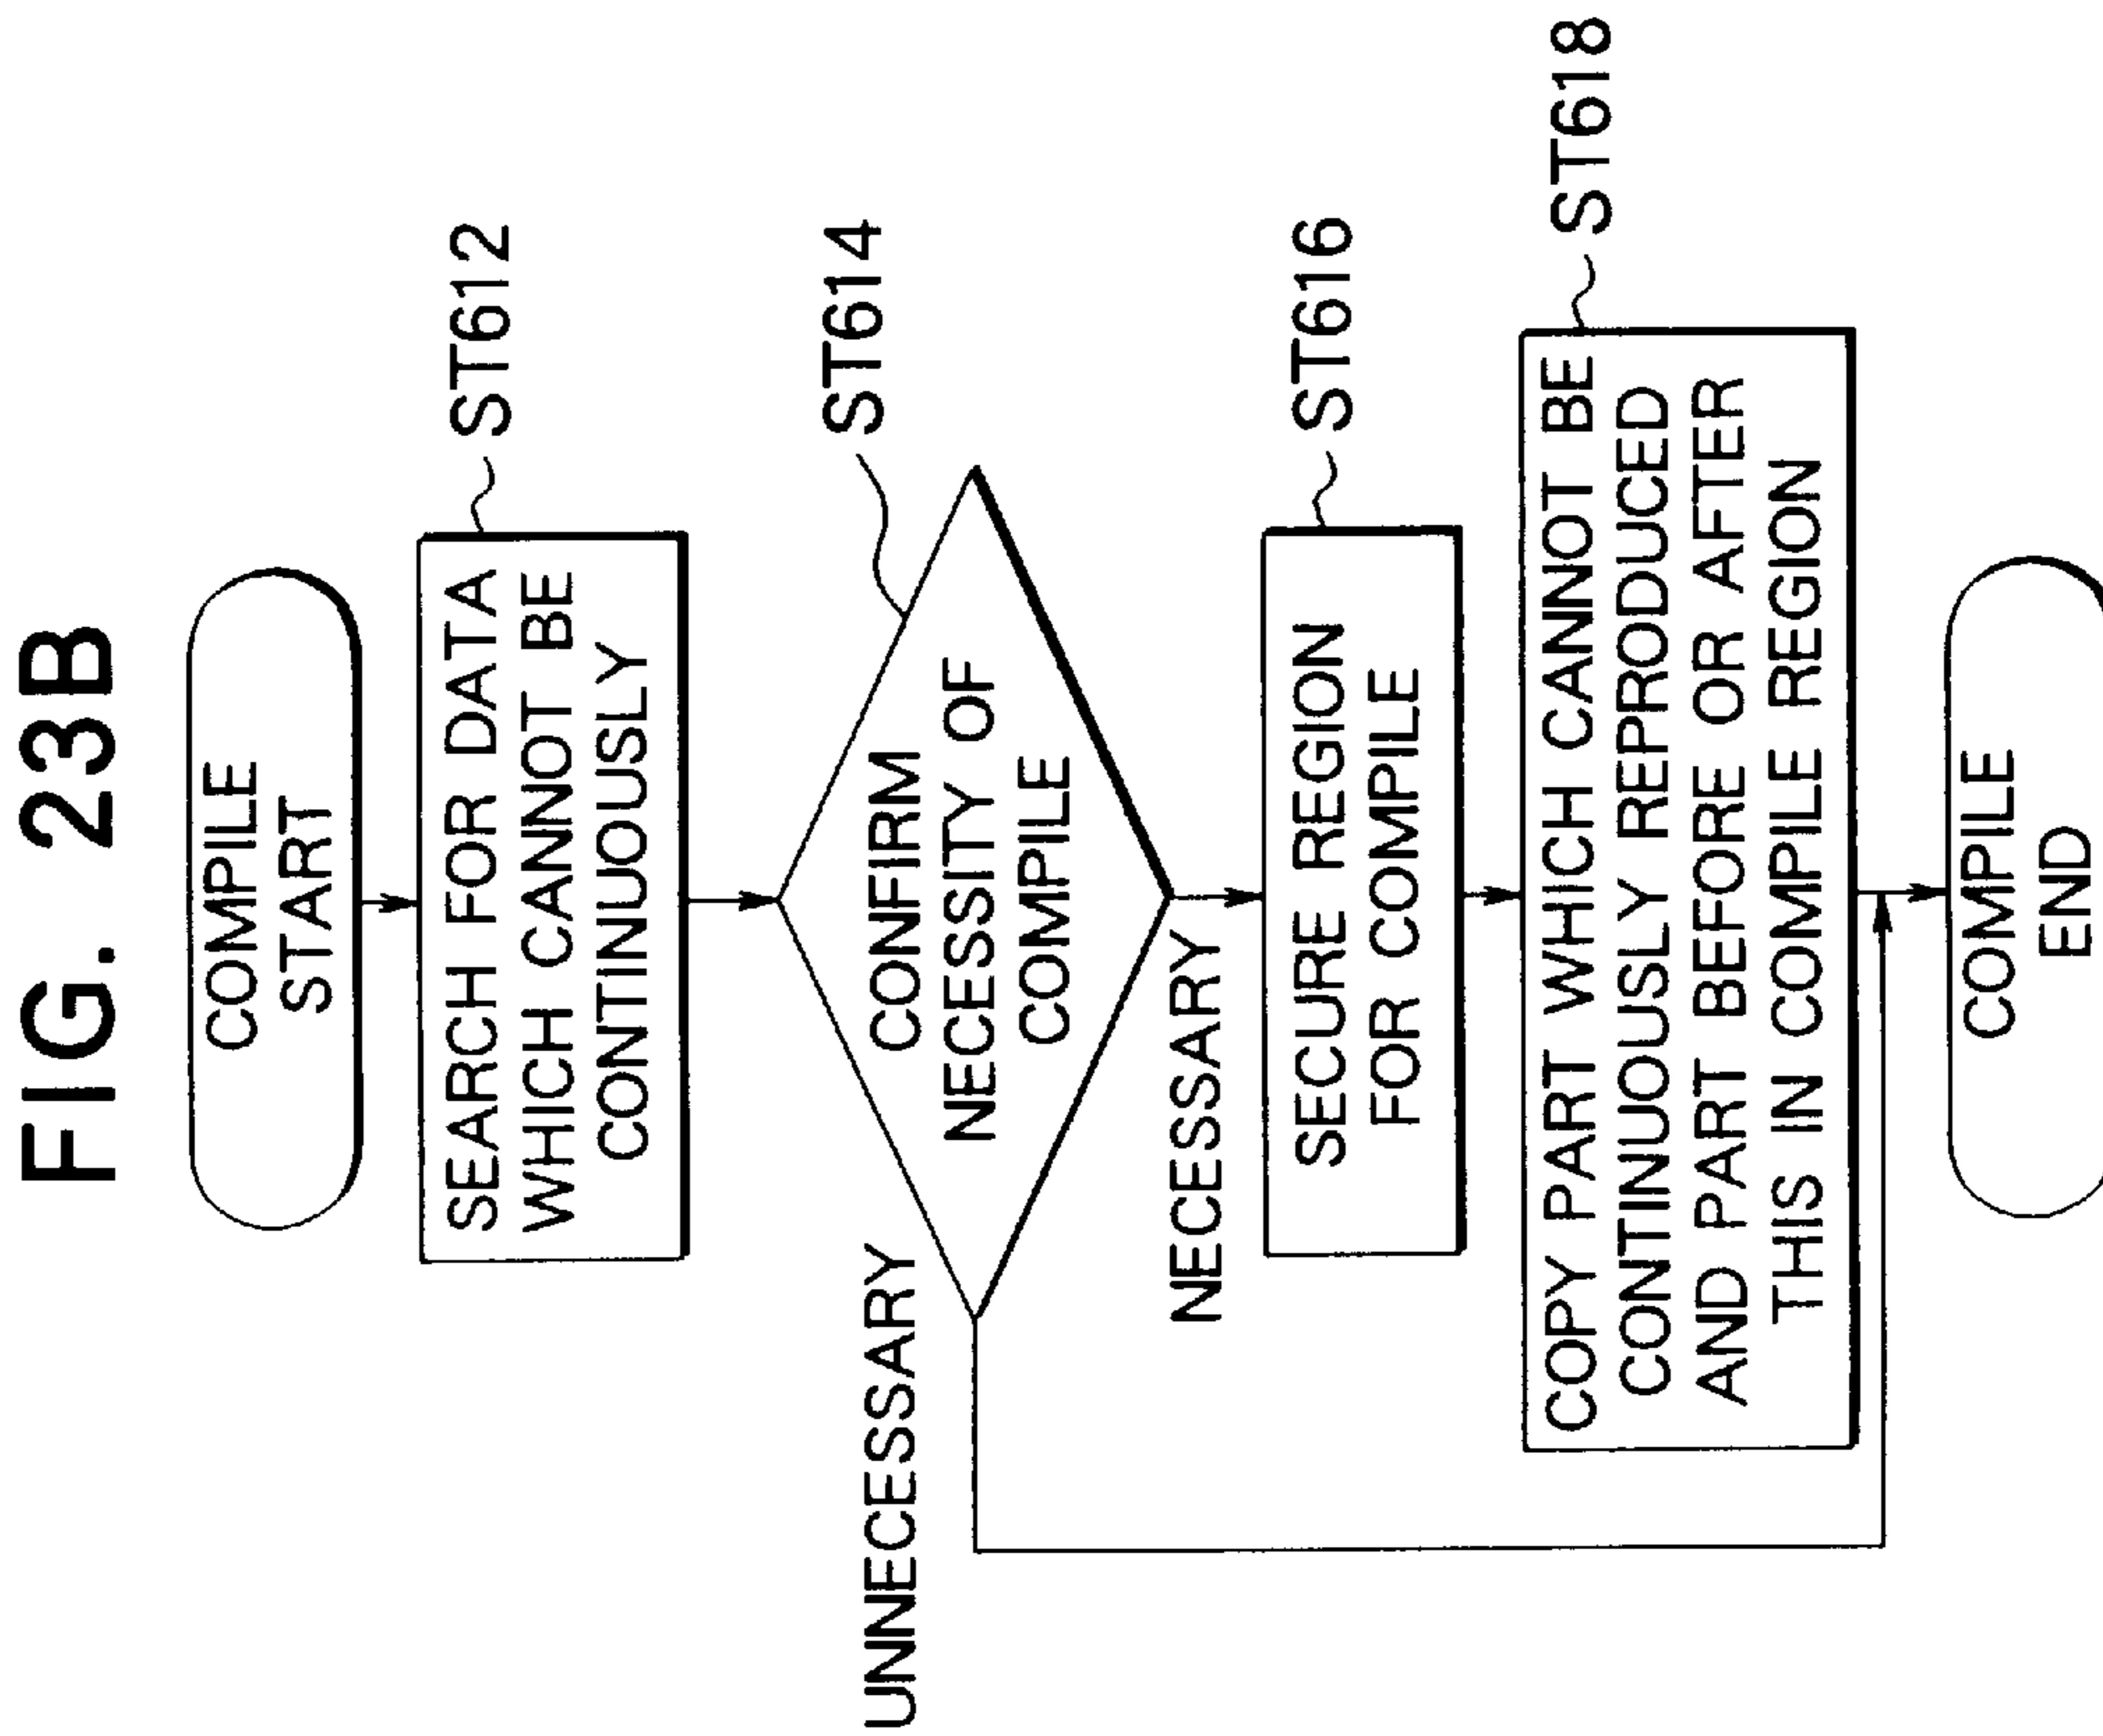 FIG. 23B
COMPILE
START
SEARCH FOR DATA
WHICH CANNOT BE
CONTINUOUSLY
ST612
CONFIRM
NECESSITY OF
COMPILE
ST614
UNNECESSARY
NECESSARY
SECURE REGION
FOR COMPILE
ST616
COPY PART WHICH CANNOT BE
CONTINUOUSLY REPRODUCED
AND PART BEFORE OR AFTER
THIS IN COMPILE REGION
ST618
COMPILE
END